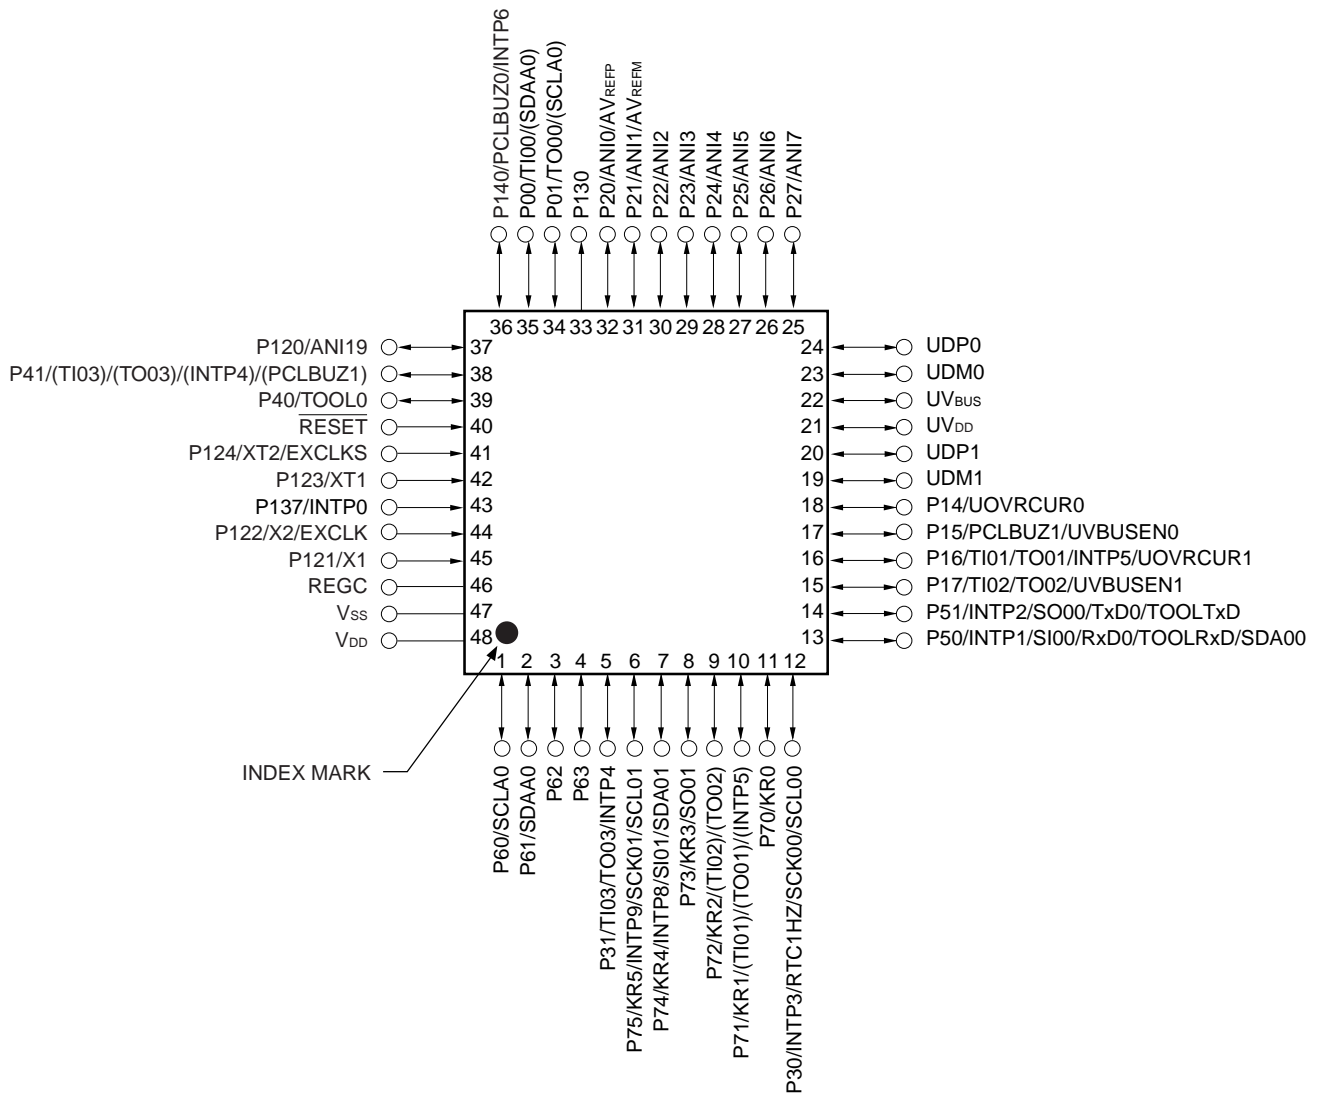 P140/PCLBUZ0/INTP6
P00/TI00/(SDAA0)
P01/TO00/(SCLA0)
P130
P20/ANI0/AVREFP
P21/ANI1/AVREFM
P22/ANI2
P23/ANI3
P24/ANI4
P25/ANI5
P26/ANI6
P27/ANI7
36 35 34 33 32 31 30 29 28 27 26 25
P120/ANI19 37
P41/(TI03)/(TO03)/(INTP4)/(PCLBUZ1) 38
P40/TOOL0 39
RESET 40
P124/XT2/EXCLKS 41
P123/XT1 42
P137/INTP0 43
P122/X2/EXCLK 44
P121/X1 45
REGC 46
VSS 47
VDD 48
24 UDP0
23 UDM0
22 UVBUS
21 UVDD
20 UDP1
19 UDM1
18 P14/UOVRCUR0
17 P15/PCLBUZ1/UVBUSEN0
16 P16/TI01/TO01/INTP5/UOVRCUR1
15 P17/TI02/TO02/UVBUSEN1
14 P51/INTP2/SO00/TxD0/TOOLTxD
13 P50/INTP1/SI00/RxD0/TOOLRxD/SDA00
1 2 3 4 5 6 7 8 9 10 11 12
INDEX MARK
P60/SCLA0
P61/SDAA0
P62
P63
P31/TI03/TO03/INTP4
P75/KR5/INTP9/SCK01/SCL01
P74/KR4/INTP8/SI01/SDA01
P73/KR3/SO01
P72/KR2/(TI02)/(TO02)
P71/KR1/(TI01)/(TO01)/(INTP5)
P70/KR0
P30/INTP3/RTC1HZ/SCK00/SCL00